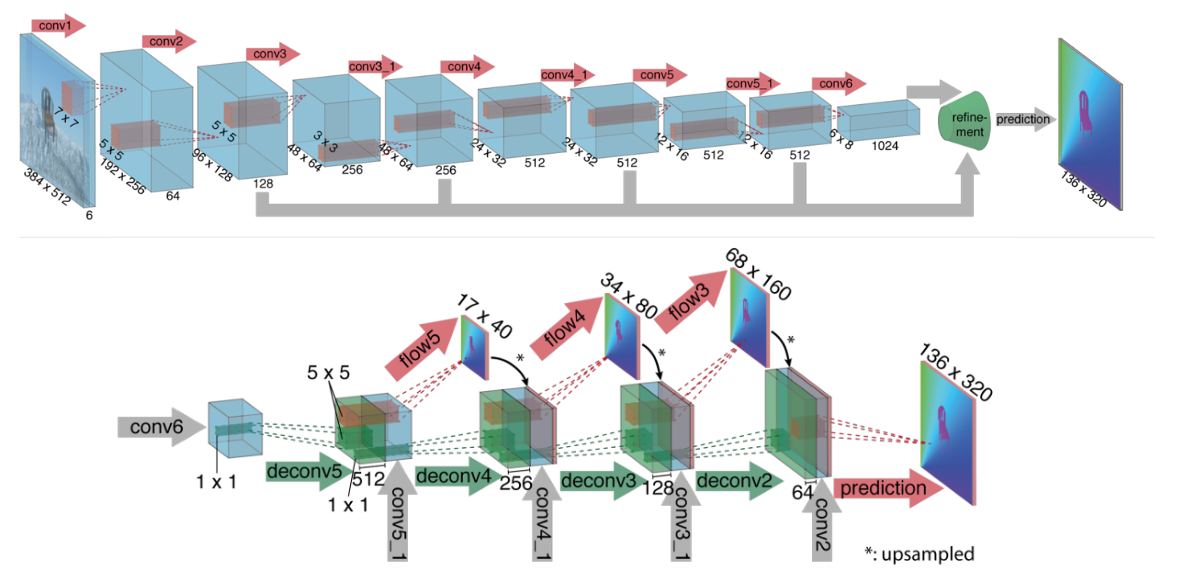 conv1
conv2
conv3
conv3_1
conv4
conv4_1
conv5
conv5_1
conv6
7 x 7
5 x 5
5 x 5
3 x 3
384 x 512
6
192 x 256
64
96 x 128
128
48 x 64
256
48 x 64
256
24 x 32
512
24 x 32
512
12 x 16
512
12 x 16
512
6 x 8
1024
refine-
ment
prediction
136 x 320
68 x 160
34 x 80
17 x 40
flow5
flow4
flow3
*
*
*
136 x 320
5 x 5
conv6
1 x 1
deconv5
512
1 x 1
conv5_1
deconv4
256
conv4_1
deconv3
128
conv3_1
deconv2
64
conv2
prediction
*: upsampled